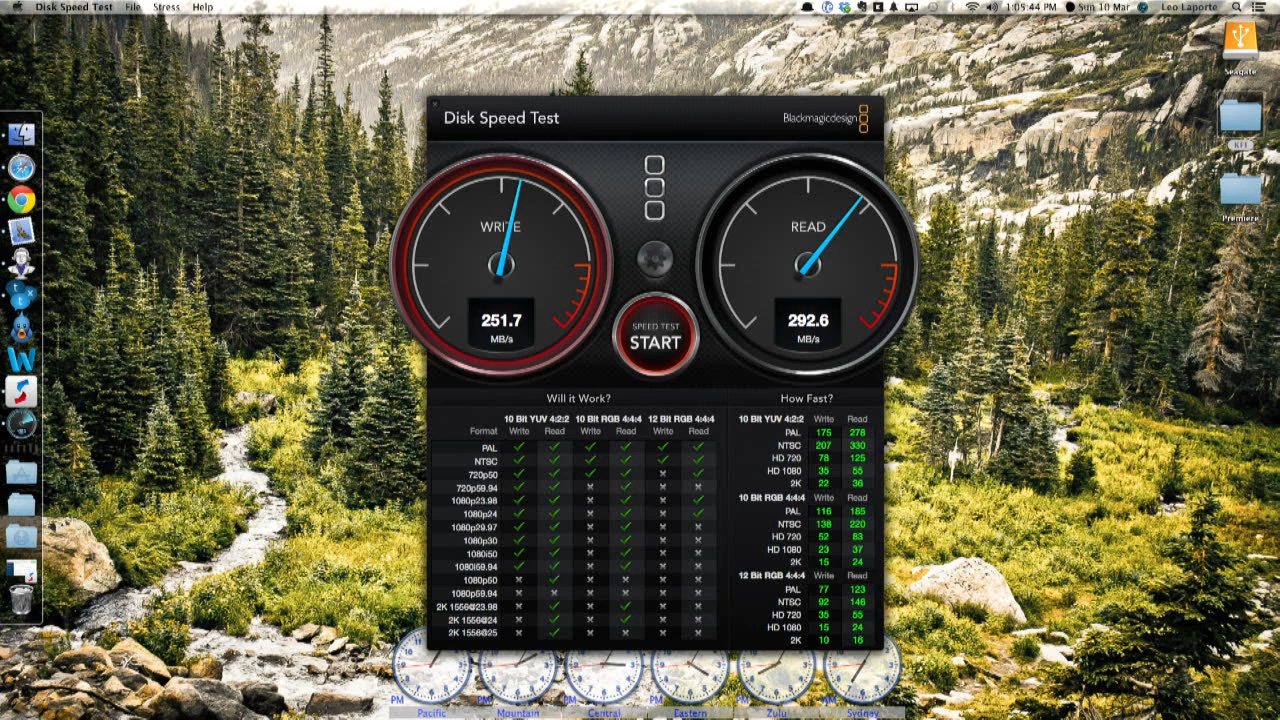 Disk Speed Test File Stress Help 1:05:44 PM Sun 10 Mar Leo Laporte
Seagate
KFI
Premiere
Disk Speed Test
Blackmagicdesign
WRITE
251.7
MB/s
READ
292.6
MB/s
SPEED TEST
START
Will it Work?
10 Bit YUV 4:2:2 10 Bit RGB 4:4:4 12 Bit RGB 4:4:4
Format Write Read Write Read Write Read
PAL
NTSC
720p50
720p59.94
1080p23.98
1080p24
1080p29.97
1080p30
1080i50
1080i59.94
1080p50
1080p59.94
2K 1556@23.98
2K 1556@24
2K 1556@25
How Fast?
10 Bit YUV 4:2:2 Write Read
PAL 175 278
NTSC 207 330
HD 720 78 125
HD 1080 35 55
2K 22 36
10 Bit RGB 4:4:4 Write Read
PAL 116 185
NTSC 138 220
HD 720 52 83
HD 1080 23 37
2K 15 24
12 Bit RGB 4:4:4 Write Read
PAL 77 123
NTSC 92 146
HD 720 35 55
HD 1080 15 24
2K 10 16
PM PM PM PM PM
Pacific Mountain Central Eastern Zulu Sydney